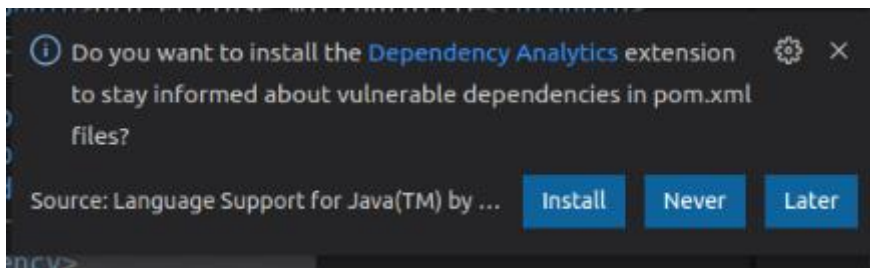 Do you want to install the Dependency Analytics extension
to stay informed about vulnerable dependencies in pom.xml
files?
Source: Language Support for Java(TM) by ...
Install
Never
Later